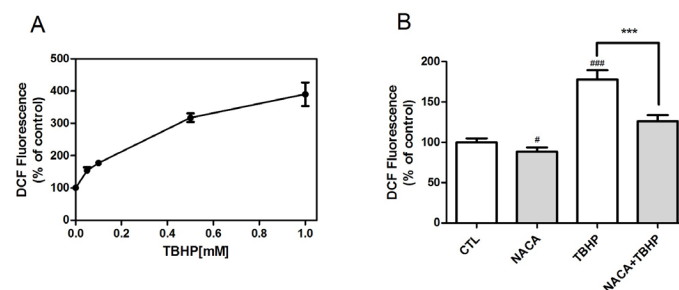 A
DCF Fluorescence
(% of control)
500
400
300
200
100
0
0.0 0.2 0.4 0.6 0.8 1.0
TBHP[mM]
B
DCF Fluorescence
(% of control)
200
150
100
50
0
#
###
***
CTL
NACA
TBHP
NACA+TBHP